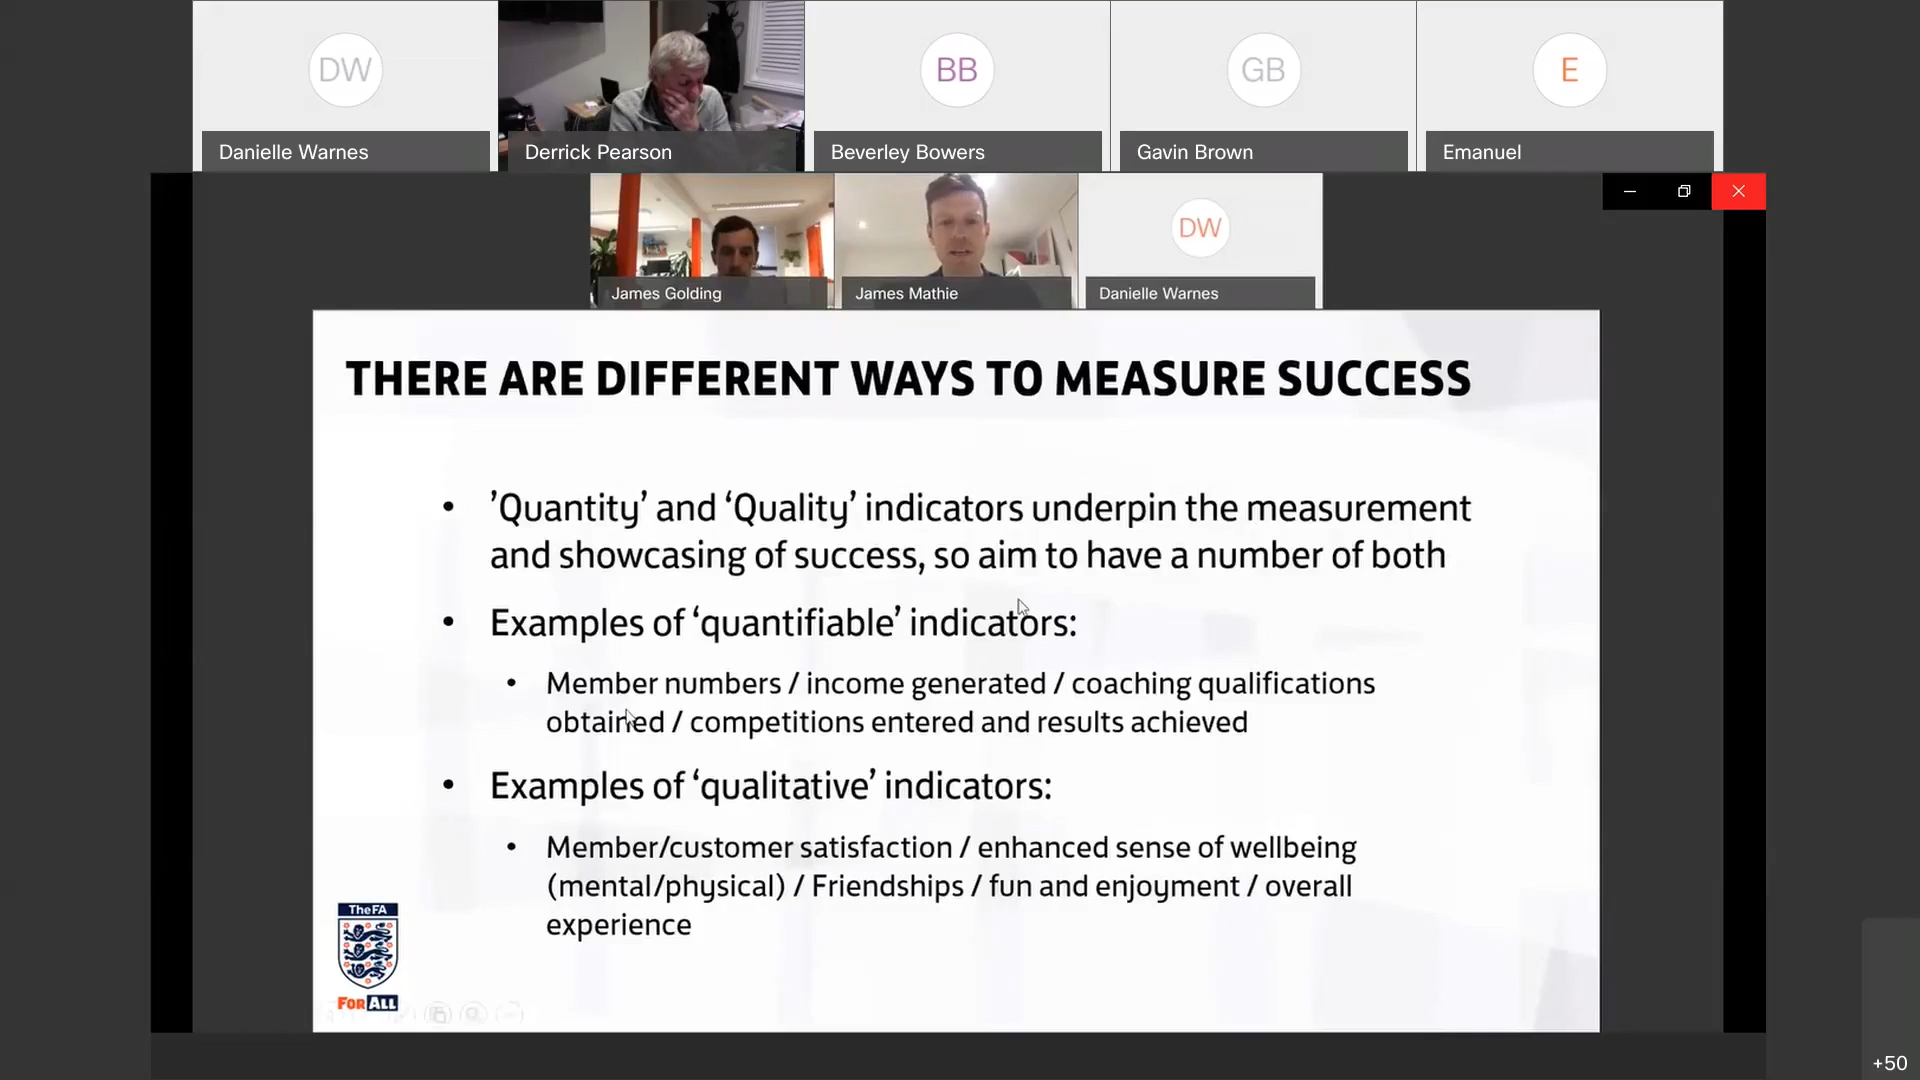 DW
BB
GB
E
Danielle Warnes
Derrick Pearson
Beverley Bowers
Gavin Brown
Emanuel
DW
James Golding
James Mathie
Danielle Warnes
THERE ARE DIFFERENT WAYS TO MEASURE SUCCESS
• ’Quantity’ and ‘Quality’ indicators underpin the measurement
and showcasing of success, so aim to have a number of both
• Examples of ‘quantifiable’ indicators:
• Member numbers / income generated / coaching qualifications
obtained / competitions entered and results achieved
• Examples of ‘qualitative’ indicators:
• Member/customer satisfaction / enhanced sense of wellbeing
(mental/physical) / Friendships / fun and enjoyment / overall
experience
The FA
FOR ALL
+50